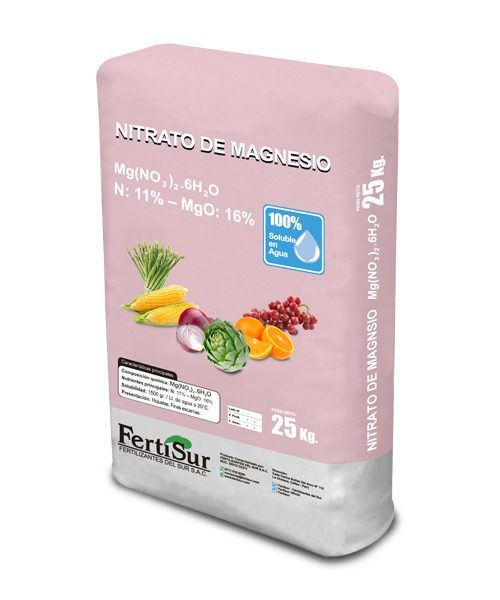 NITRATO DE MAGNESIO
Mg(NO3)2.6H2O
N: 11% – MgO: 16%
100%
Soluble
en
Agua
Características principales
Composición química: Mg(NO3)2.6H2O
Nutrientes principales: N: 11% – MgO: 16%
Solubilidad: 1500 gr. / Lt. de agua a 20°C.
Presentación: Hojuelas, Finas escamas.
FertiSur
FERTILIZANTES DEL SUR S.A.C.
PESO NETO:
25 Kg.
PESO NETO:
25 Kg.
NITRATO DE MAGNSIO Mg(NO3)2.6H2O